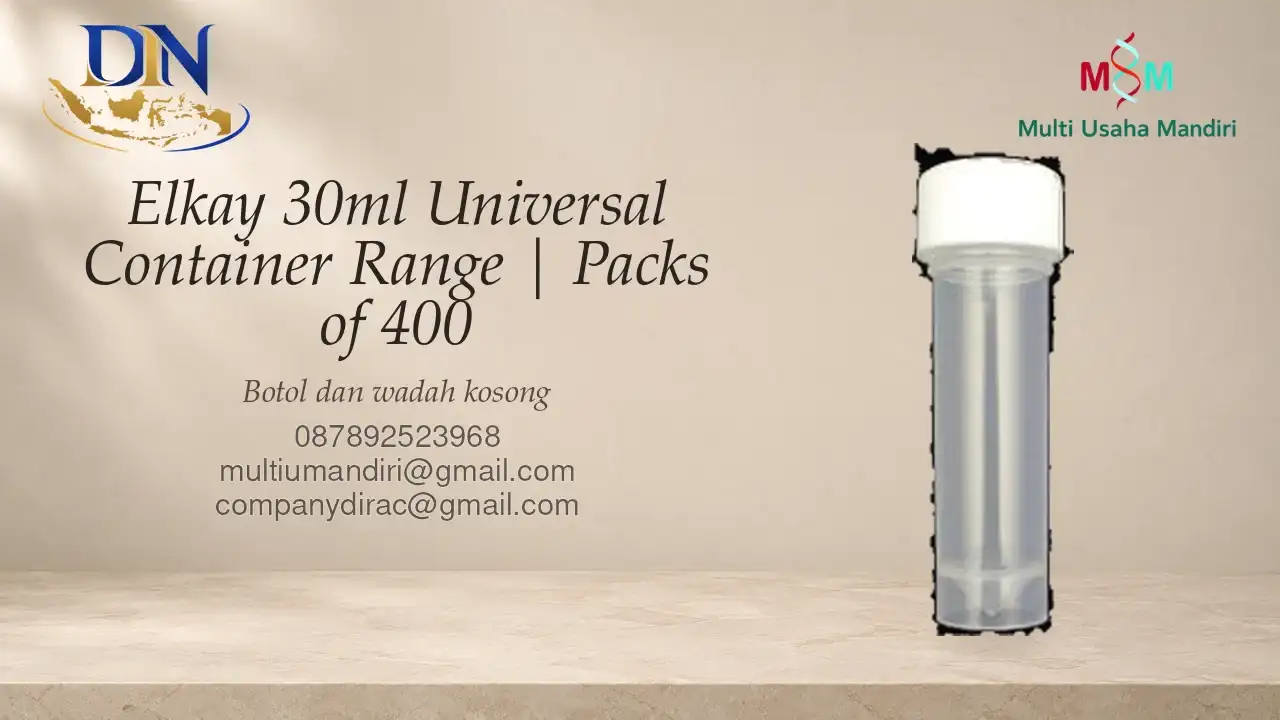 DIN
MSM
Multi Usaha Mandiri
Elkay 30ml Universal
Container Range | Packs
of 400
Botol dan wadah kosong
087892523968
multiumandiri@gmail.com
companydirac@gmail.com